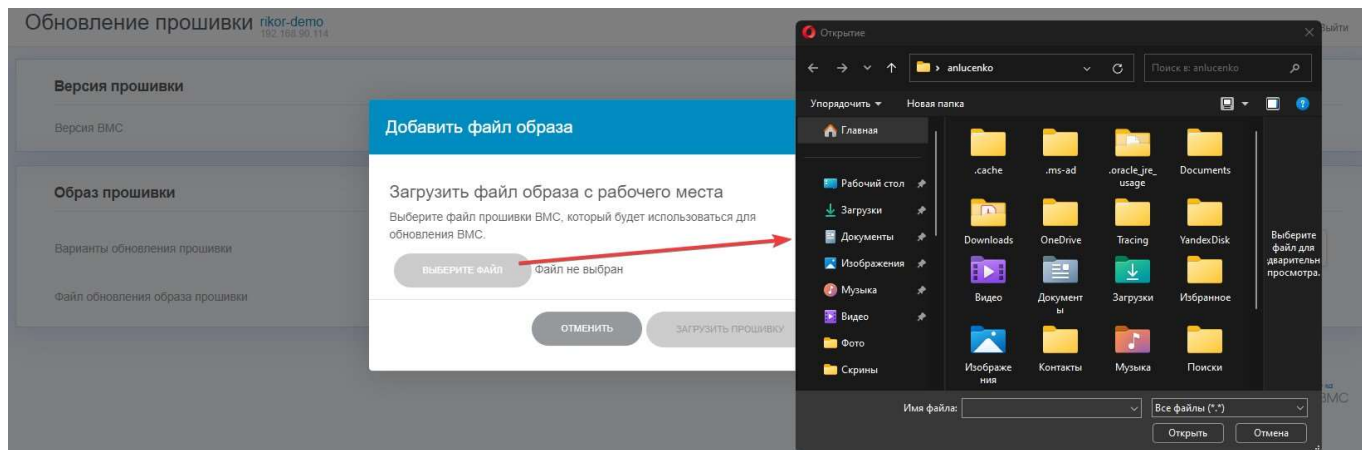 Обновление прошивки rikor-demo
192.168.90.114
Выйти
Версия прошивки
Версия BMC
Образ прошивки
Варианты обновления прошивки
Файл обновления образа прошивки
Добавить файл образа
Загрузить файл образа с рабочего места
Выберите файл прошивки BMC, который будет использоваться для
обновления BMC.
ВЫБЕРИТЕ ФАЙЛ Файл не выбран
ОТМЕНИТЬ ЗАГРУЗИТЬ ПРОШИВКУ
Открытие
anlucenko
Поиск в: anlucenko
Упорядочить Новая папка
Главная
Рабочий стол
Загрузки
Документы
Изображения
Музыка
Видео
Фото
Скрины
.cache
.ms-ad
.oracle_jre_
usage
Documents
Downloads
OneDrive
Tracing
YandexDisk
Видео
Документ
ы
Загрузки
Избранное
Изображе
ния
Контакты
Музыка
Поиски
Выберите
файл для
дварительн
просмотра.
Имя файла:
Все файлы (*.*)
Открыть Отмена
на
BMC